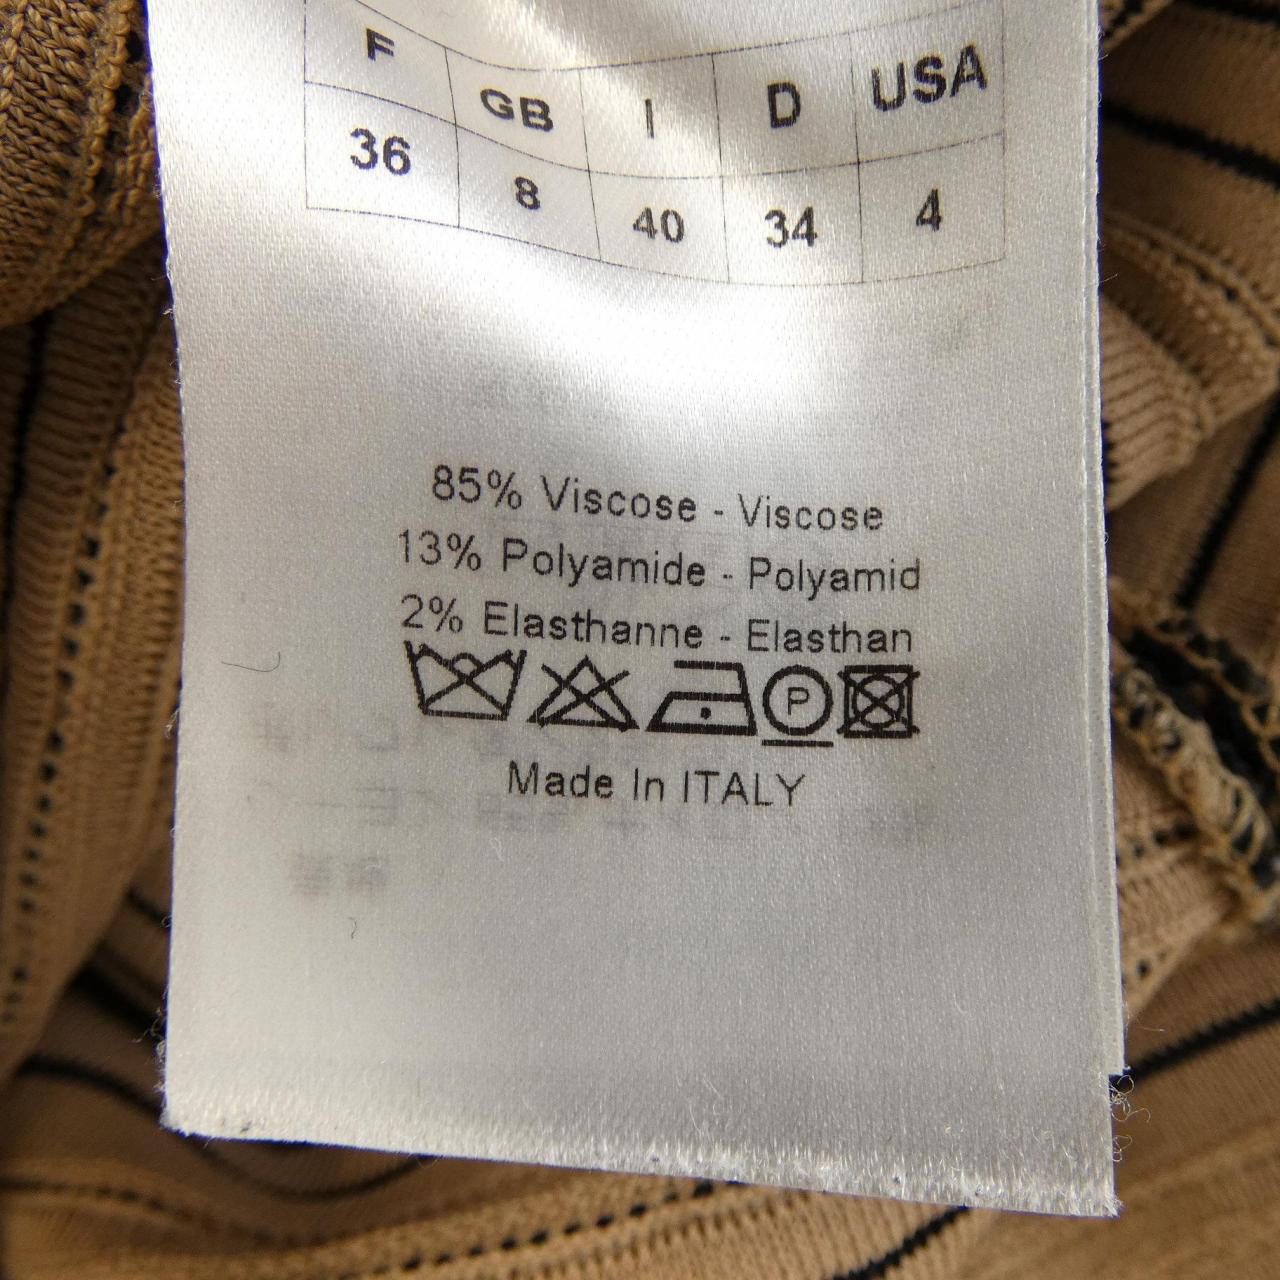 F GB I D USA
36 8 40 34 4
85% Viscose - Viscose
13% Polyamide - Polyamid
2% Elasthanne - Elasthan
P
Made In ITALY